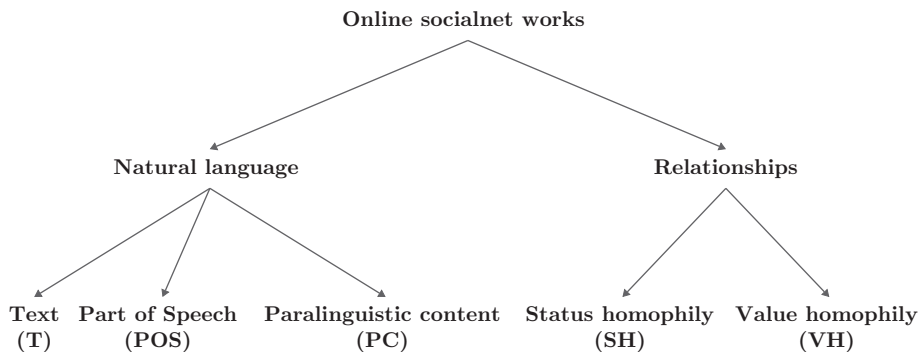 Online socialnet works
Natural language
Relationships
Text
(T)
Part of Speech
(POS)
Paralinguistic content
(PC)
Status homophily
(SH)
Value homophily
(VH)